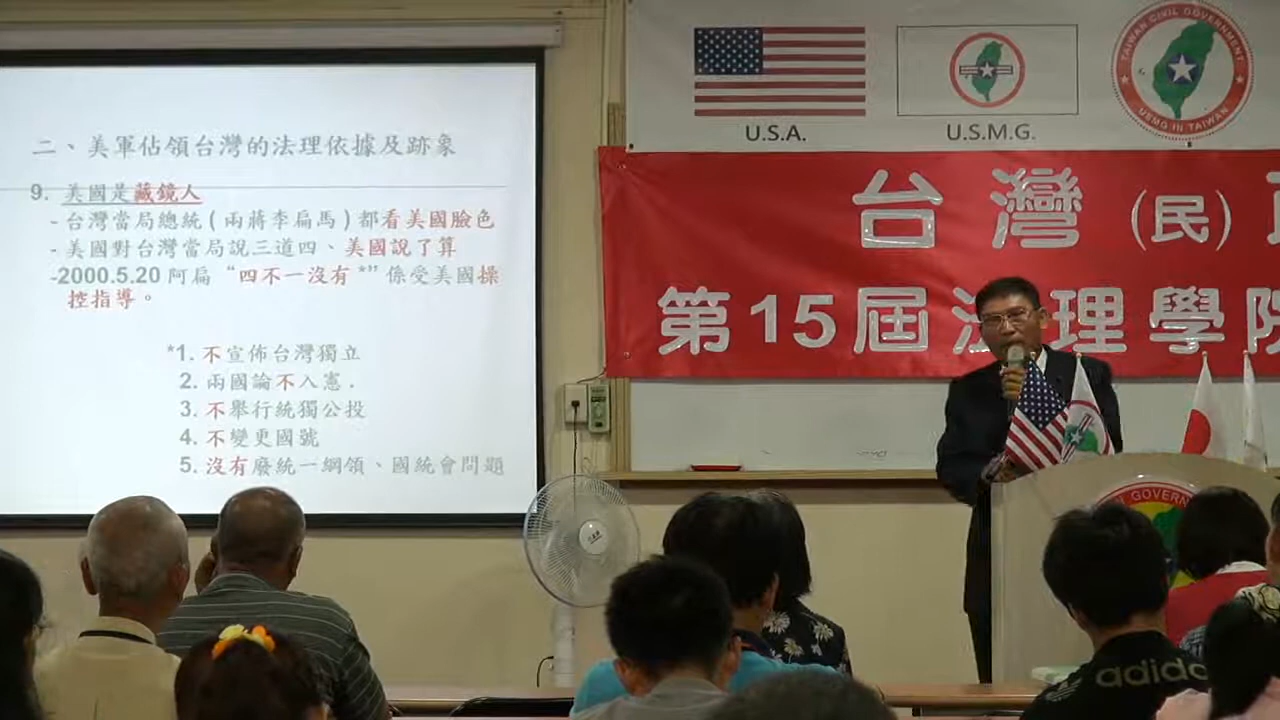 二、美軍佔領台灣的法理依據及跡象
9. 美國是藏鏡人
- 台灣當局總統(兩蔣李扁馬)都看美國臉色
- 美國對台灣當局說三道四、美國說了算
-2000.5.20 阿扁 “四不一沒有*” 係受美國操
控指導。
*1. 不宣佈台灣獨立
2. 兩國論不入憲.
3. 不舉行統獨公投
4. 不變更國號
5. 沒有廢統一綱領、國統會問題
U.S.A.
U.S.M.G.
TAIWAN CIVIL GOVERNMENT
USMG IN TAIWAN
台灣(民)
第15屆法理學院
GOVERN
adida